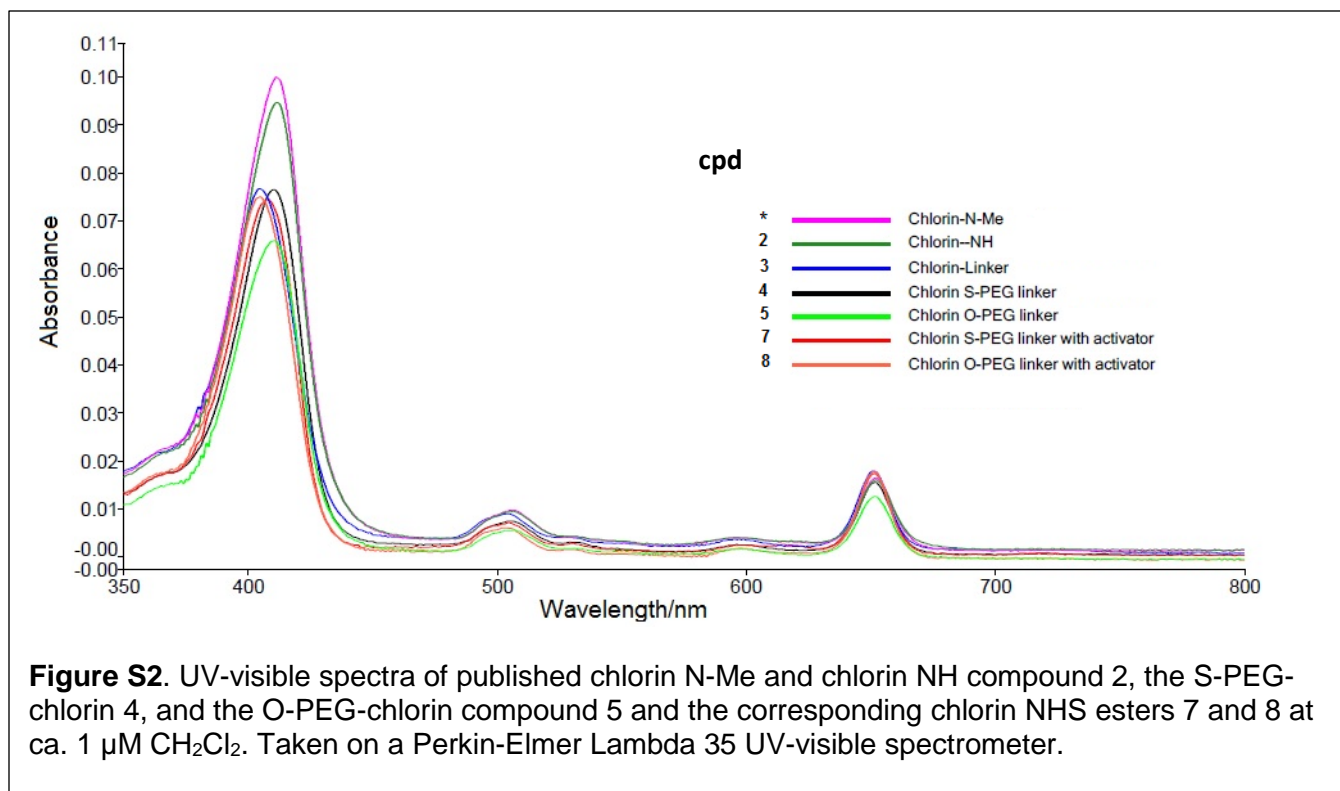 0.11
0.10
0.09
0.08
0.07
0.06
0.05
0.04
0.03
0.02
0.01
-0.00
-0.00
Absorbance
350
400
500
600
700
800
Wavelength/nm
cpd
* Chlorin-N-Me
2 Chlorin--NH
3 Chlorin-Linker
4 Chlorin S-PEG linker
5 Chlorin O-PEG linker
7 Chlorin S-PEG linker with activator
8 Chlorin O-PEG linker with activator
Figure S2. UV-visible spectra of published chlorin N-Me and chlorin NH compound 2, the S-PEG-
chlorin 4, and the O-PEG-chlorin compound 5 and the corresponding chlorin NHS esters 7 and 8 at
ca. 1 µM CH₂Cl₂. Taken on a Perkin-Elmer Lambda 35 UV-visible spectrometer.